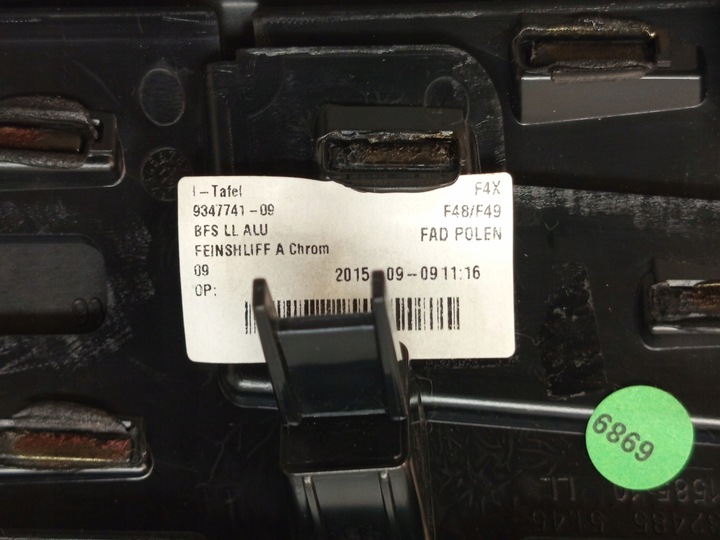 I-Tafel F4X
9347741-09 F48/F49
BFS LL ALU FAD POLEN
FEINSHLIFF A Chrom
09 2015-09-09 11:16
OP:
6869